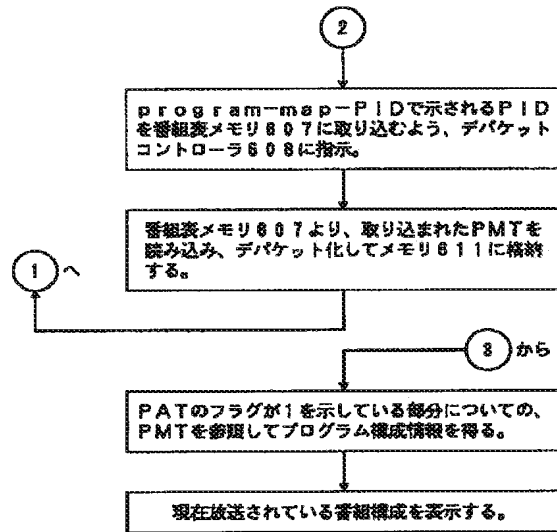 2
program-map-PIDで示されるPID
を番組表メモリ607に取り込むよう、デパケット
コントローラ608に指示。
番組表メモリ607より、取り込まれたPMTを
読み込み、デパケット化してメモリ611に格納
する。
1 へ
3 から
PATのフラグが1を示している部分についての、
PMTを参照してプログラム構成情報を得る。
現在放送されている番組構成を表示する。